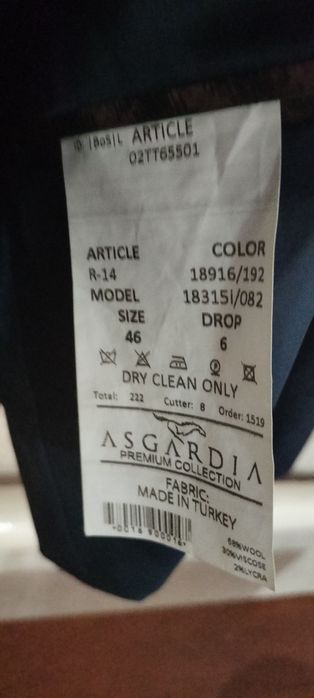 ARTICLE
02TT65501
ARTICLE COLOR
R-14 18916/192
MODEL 18315I/082
SIZE DROP
46 6
DRY CLEAN ONLY
Total: 222 Cutter: 8 Order: 1519
ASGARDIA
PREMIUM COLLECTION
FABRIC:
MADE IN TURKEY
68%WOOL
30%VISCOSE
2%LYCRA